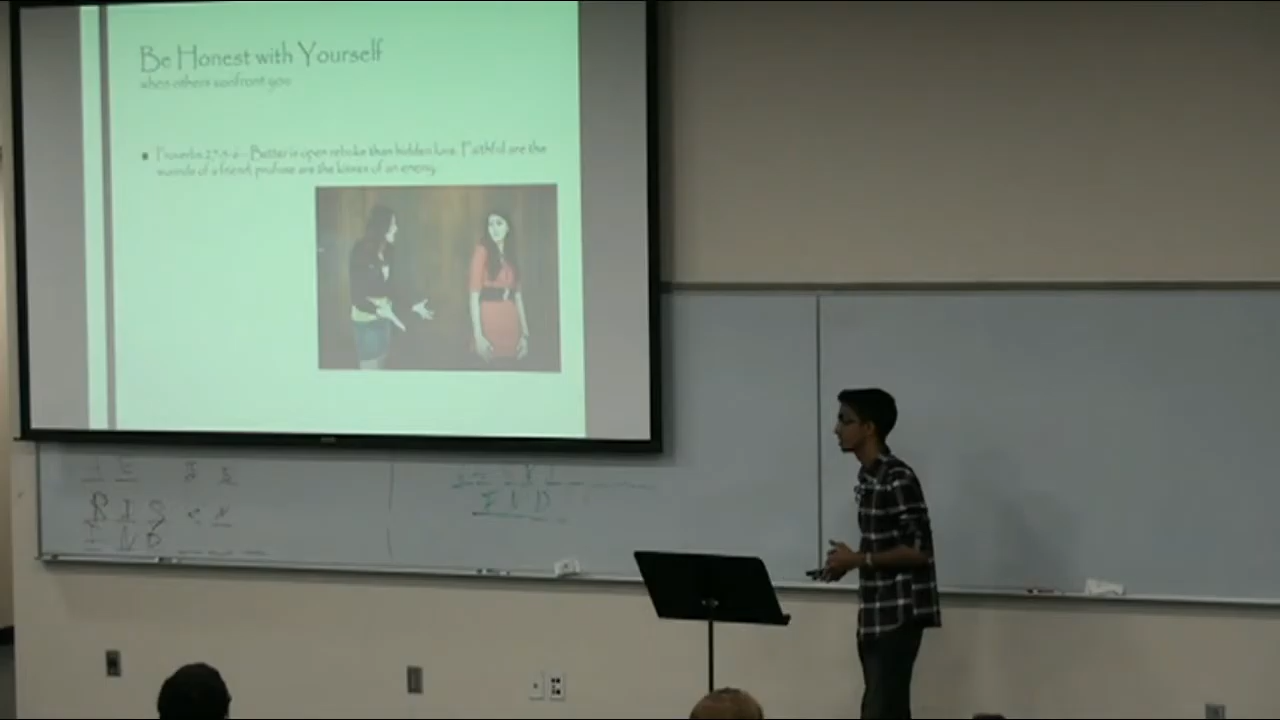 Be Honest with Yourself
when others confront you
Proverbs 27:5-6 - Better is open rebuke than hidden love. Faithful are the
wounds of a friend; profuse are the kisses of an enemy.
R I S
F I D